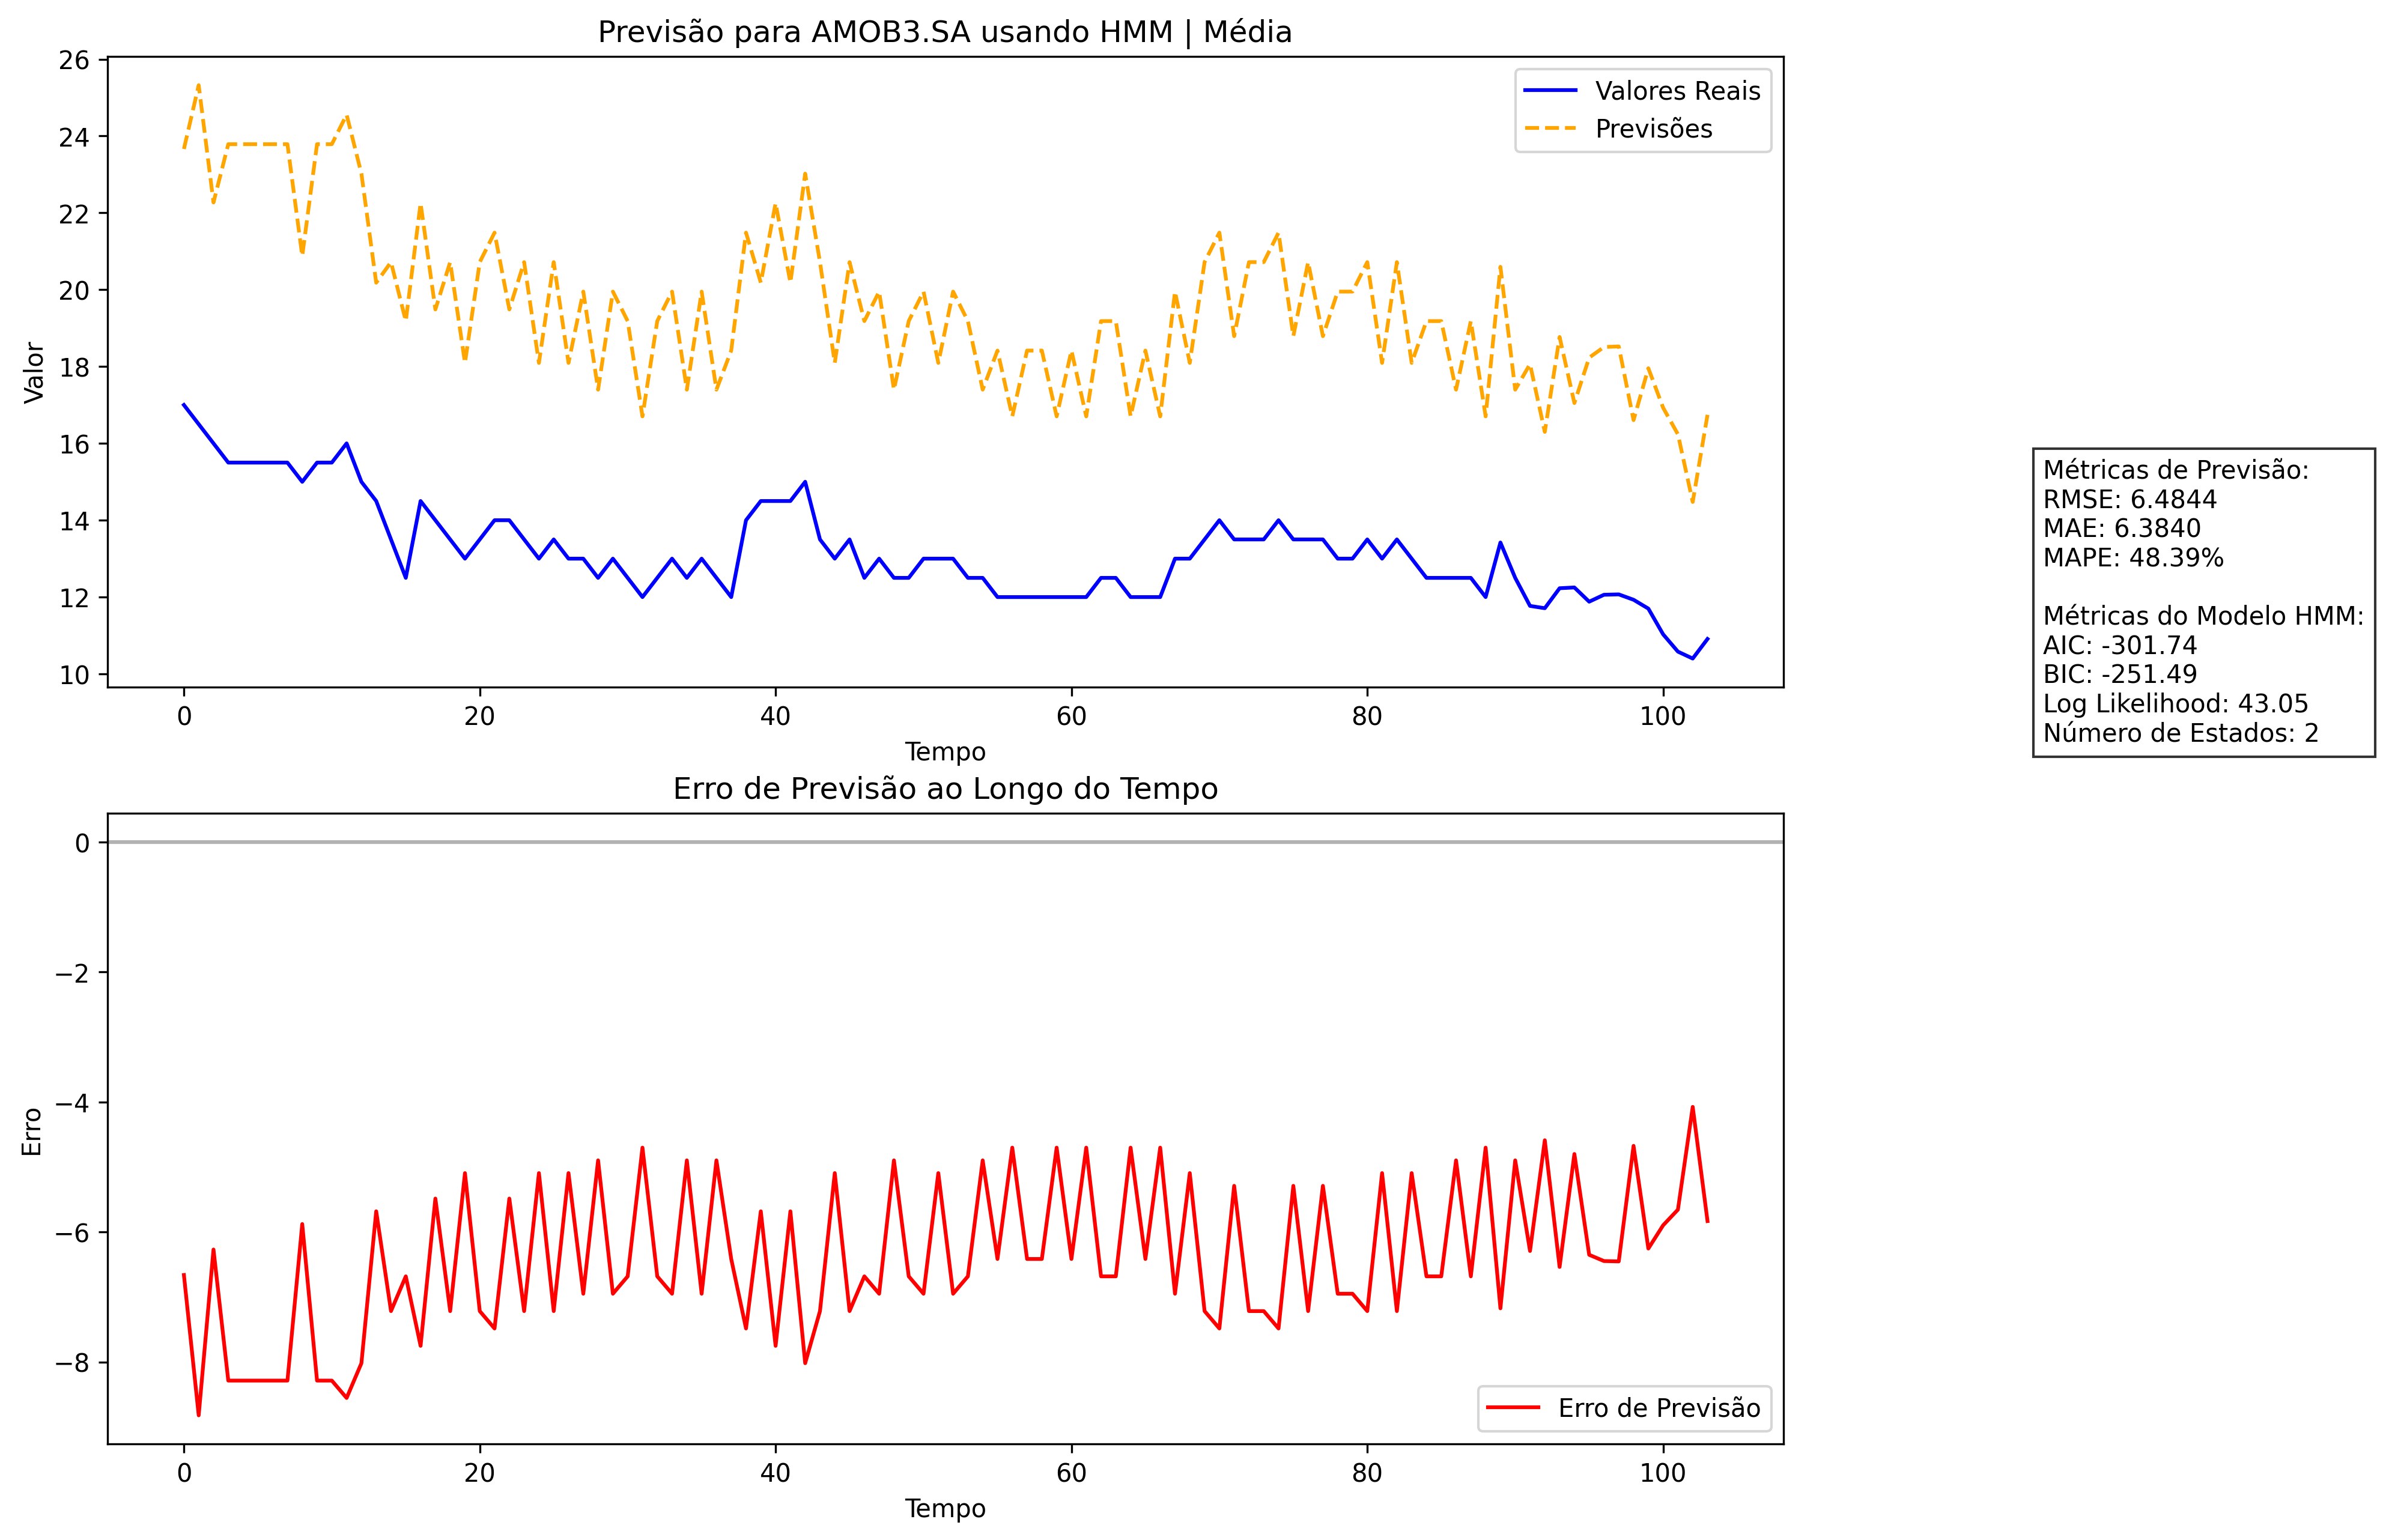 Previsão para AMOB3.SA usando HMM | Média
Valor
26
24
22
20
18
16
14
12
10
Valores Reais
Previsões
0 20 40 60 80 100
Tempo
Métricas de Previsão:
RMSE: 6.4844
MAE: 6.3840
MAPE: 48.39%
Métricas do Modelo HMM:
AIC: -301.74
BIC: -251.49
Log Likelihood: 43.05
Número de Estados: 2
Erro de Previsão ao Longo do Tempo
Erro
0
−2
−4
−6
−8
Erro de Previsão
0 20 40 60 80 100
Tempo